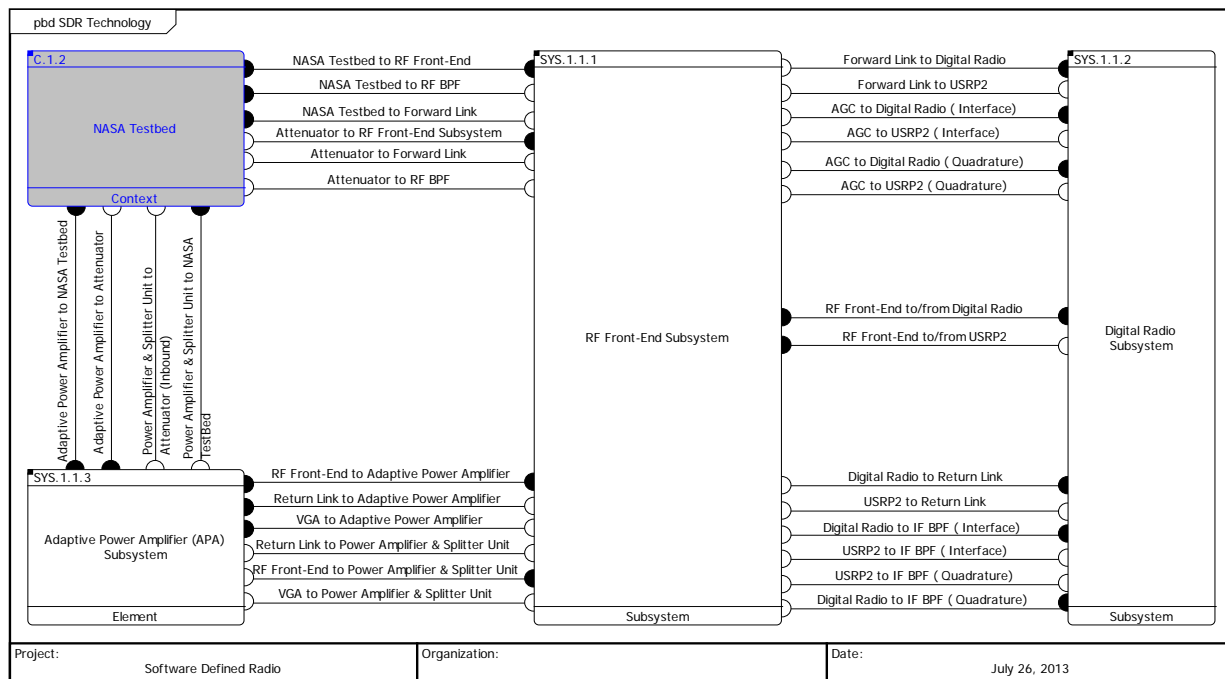 pbd SDR Technology
C.1.2
NASA Testbed
Context
NASA Testbed to RF Front-End
NASA Testbed to RF BPF
NASA Testbed to Forward Link
Attenuator to RF Front-End Subsystem
Attenuator to Forward Link
Attenuator to RF BPF
SYS.1.1.1
RF Front-End Subsystem
Subsystem
Forward Link to Digital Radio
Forward Link to USRP2
AGC to Digital Radio ( Interface)
AGC to USRP2 ( Interface)
AGC to Digital Radio ( Quadrature)
AGC to USRP2 ( Quadrature)
RF Front-End to/from Digital Radio
RF Front-End to/from USRP2
Digital Radio to Return Link
USRP2 to Return Link
Digital Radio to IF BPF ( Interface)
USRP2 to IF BPF ( Interface)
USRP2 to IF BPF ( Quadrature)
Digital Radio to IF BPF ( Quadrature)
SYS.1.1.2
Digital Radio
Subsystem
Subsystem
Adaptive Power Amplifier to NASA Testbed
Adaptive Power Amplifier to Attenuator
Power Amplifier & Splitter Unit to
Attenuator (Inbound)
Power Amplifier & Splitter Unit to NASA
TestBed
SYS.1.1.3
Adaptive Power Amplifier (APA)
Subsystem
Element
RF Front-End to Adaptive Power Amplifier
Return Link to Adaptive Power Amplifier
VGA to Adaptive Power Amplifier
Return Link to Power Amplifier & Splitter Unit
RF Front-End to Power Amplifier & Splitter Unit
VGA to Power Amplifier & Splitter Unit
Project:
Software Defined Radio
Organization:
Date:
July 26, 2013